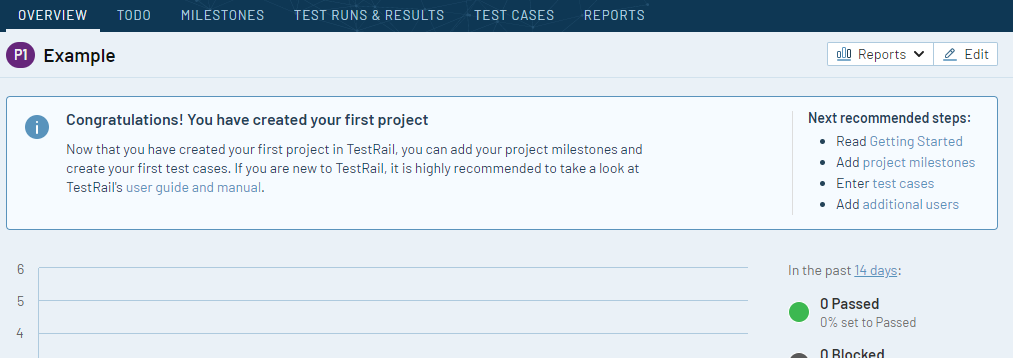 OVERVIEW TODO MILESTONES TEST RUNS & RESULTS TEST CASES REPORTS
P1 Example Reports Edit
Congratulations! You have created your first project
Now that you have created your first project in TestRail, you can add your project milestones and
create your first test cases. If you are new to TestRail, it is highly recommended to take a look at
TestRail's user guide and manual.
Next recommended steps:
• Read Getting Started
• Add project milestones
• Enter test cases
• Add additional users
6
5
4
In the past 14 days:
0 Passed
0% set to Passed
0 Blocked